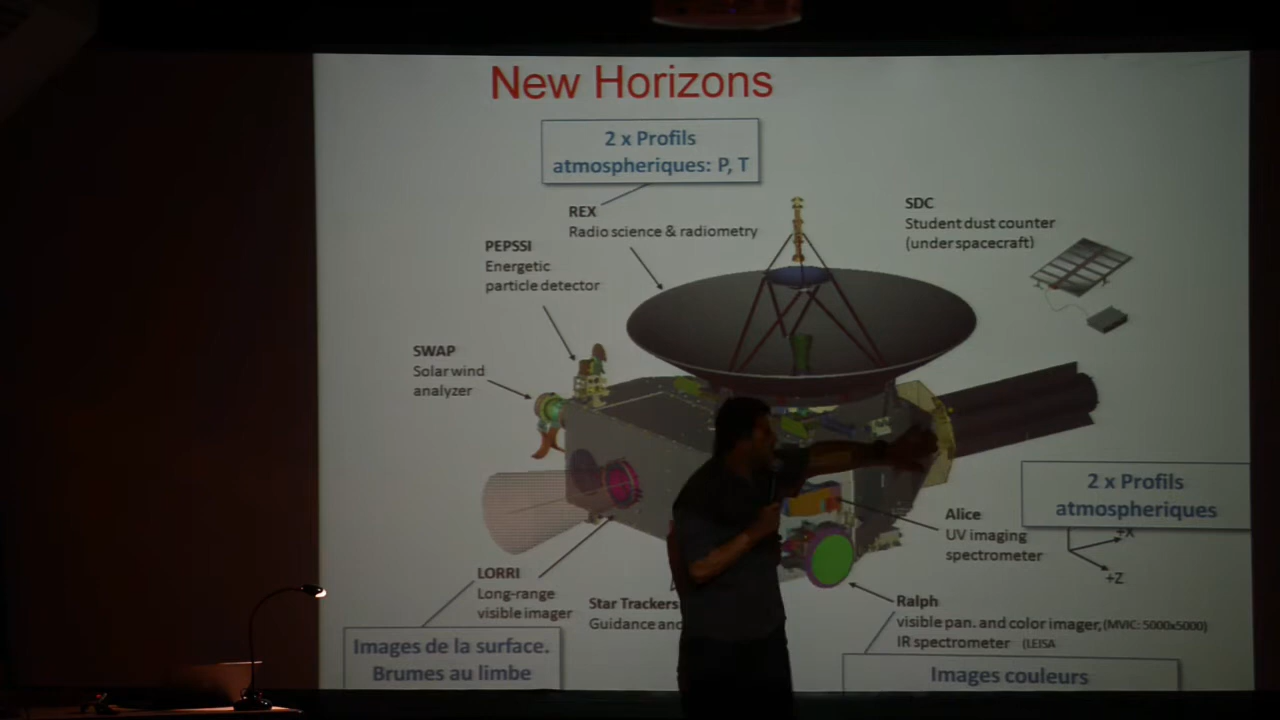 New Horizons
2 x Profils
atmospheriques: P, T
REX
Radio science & radiometry
SDC
Student dust counter
(under spacecraft)
PEPSSI
Energetic
particle detector
SWAP
Solar wind
analyzer
2 x Profils
atmospheriques
Alice
UV imaging
spectrometer
+X
+Z
LORRI
Long-range
visible imager
Star Trackers
Guidance and
Ralph
visible pan. and color imager, (MVIC: 5000x5000)
IR spectrometer (LEISA
Images de la surface.
Brumes au limbe
Images couleurs